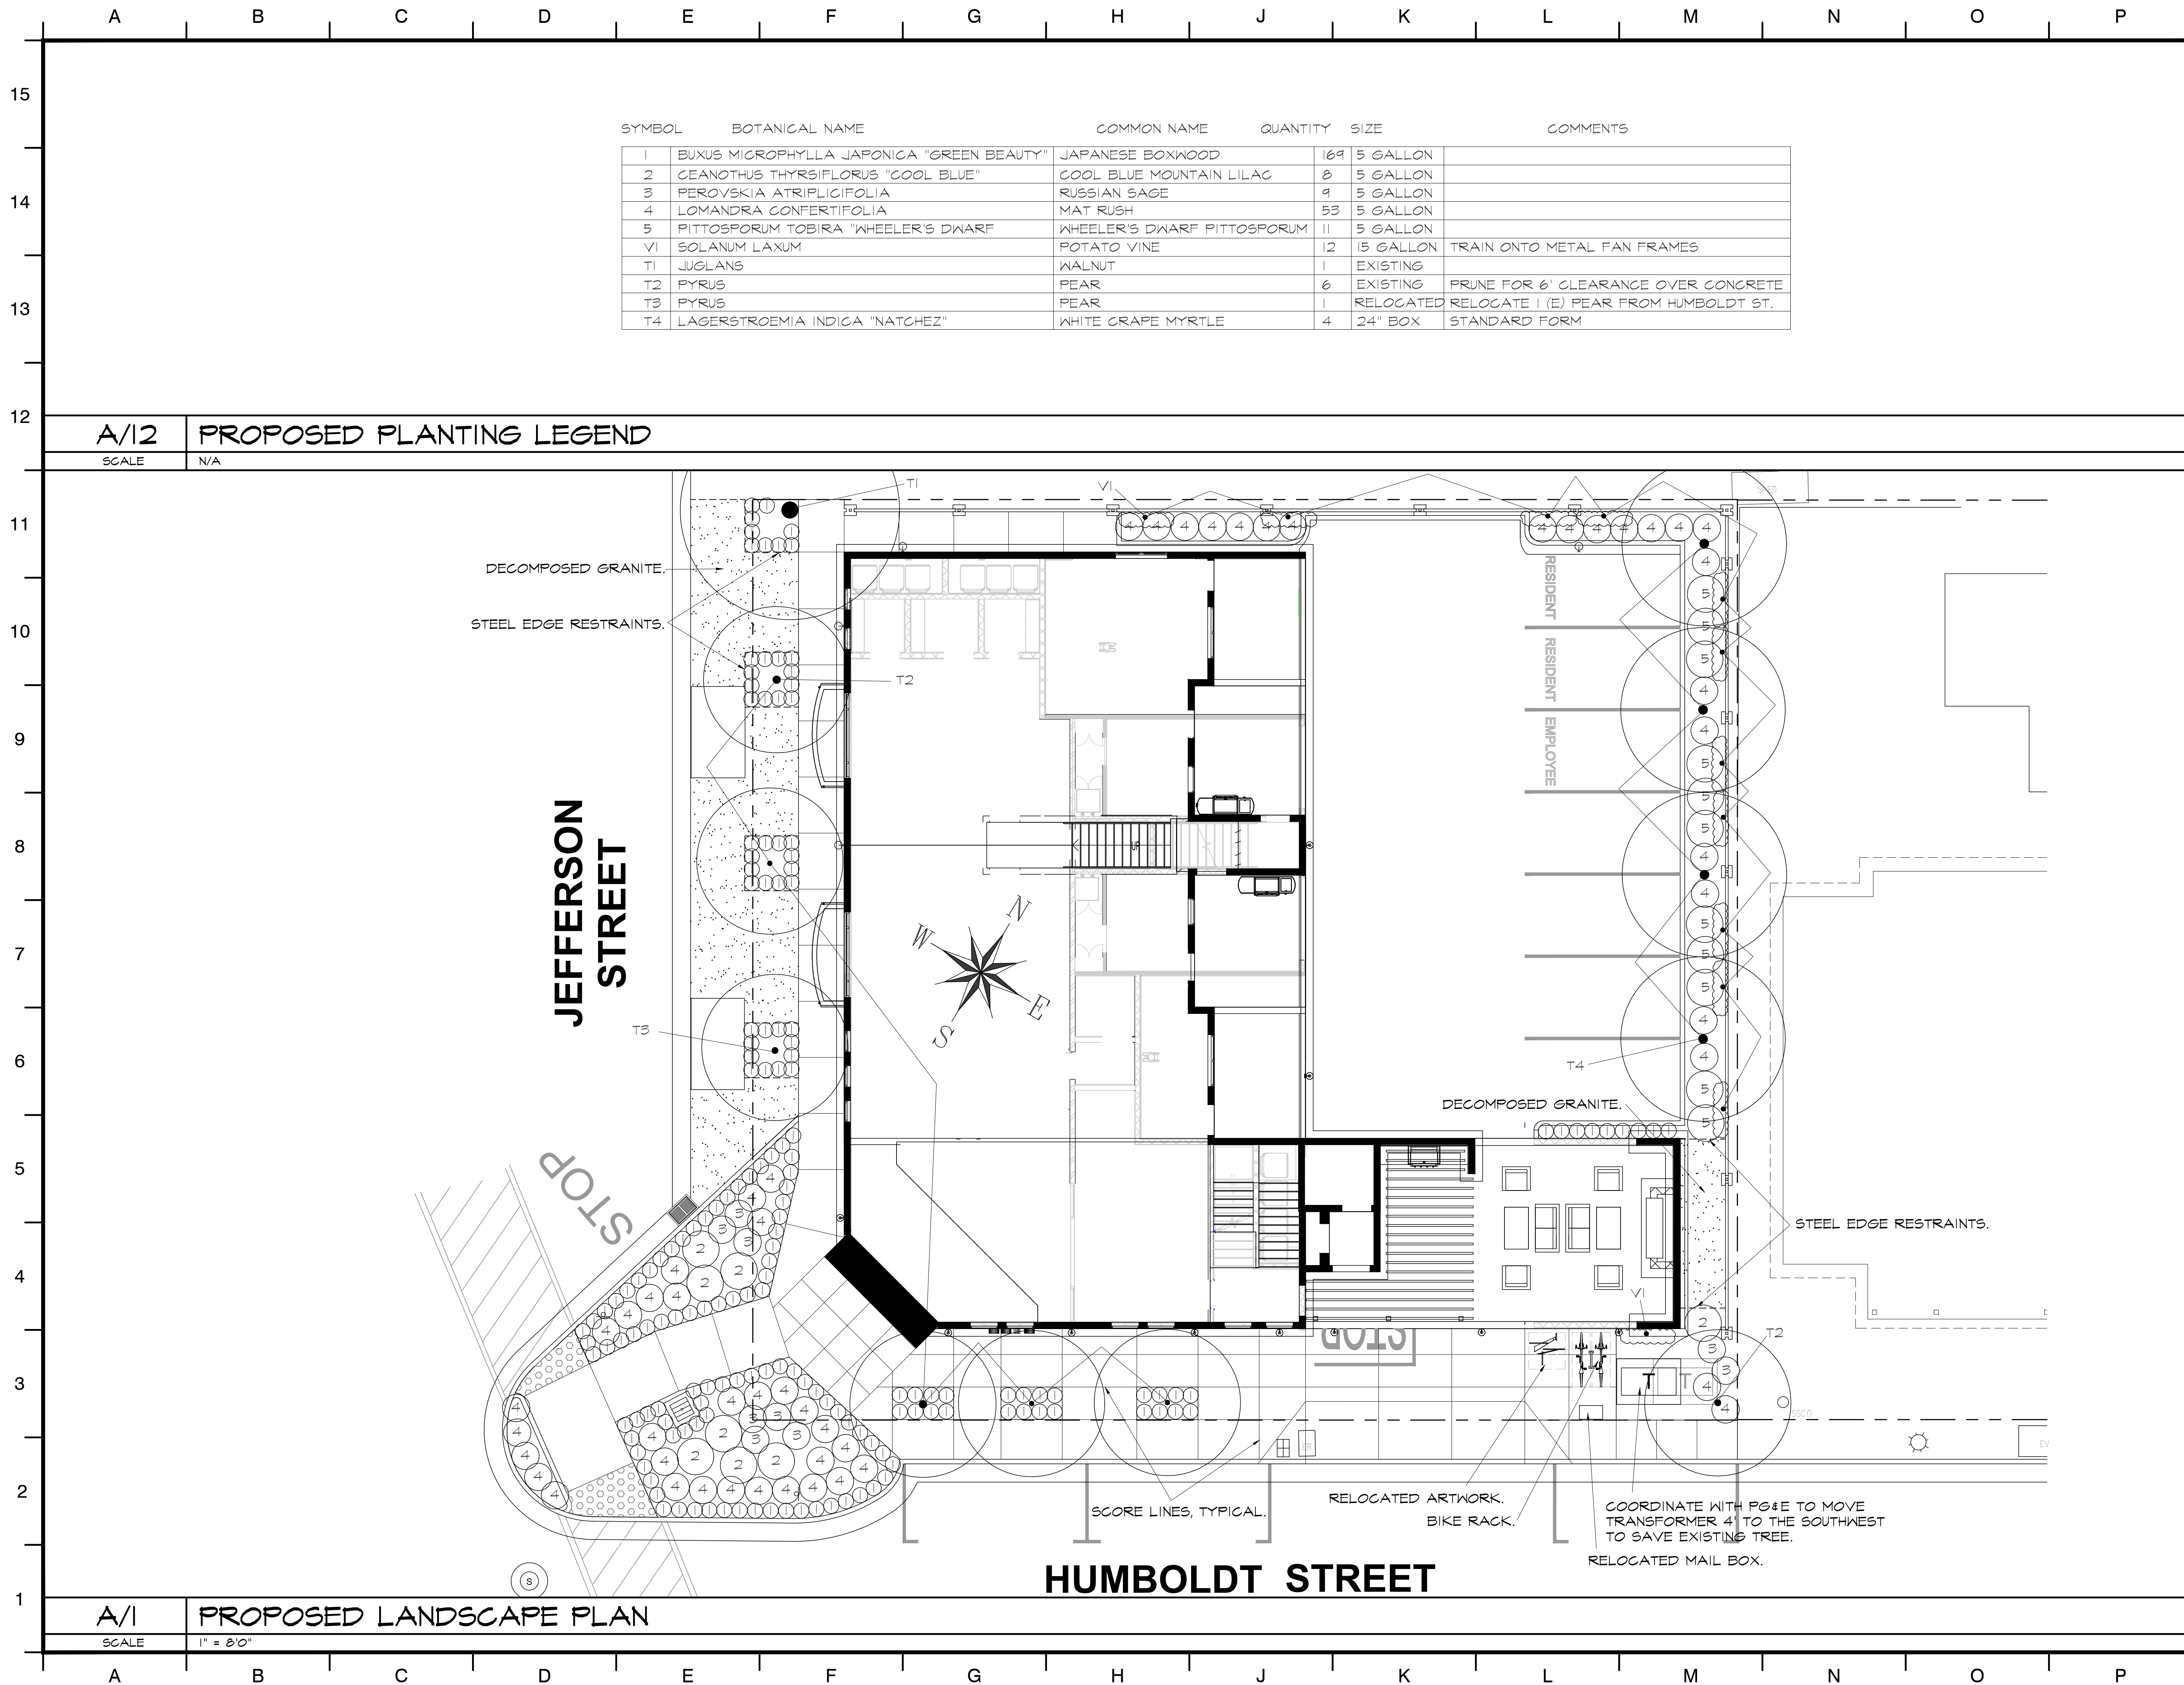 A B C D E F G H J K L M N O P
15
14
13
12
11
10
9
8
7
6
5
4
3
2
1
SYMBOL BOTANICAL NAME COMMON NAME QUANTITY SIZE COMMENTS
1 BUXUS MICROPHYLLA JAPONICA "GREEN BEAUTY" JAPANESE BOXWOOD 169 5 GALLON
2 CEANOTHUS THYRSIFLORUS "COOL BLUE" COOL BLUE MOUNTAIN LILAC 8 5 GALLON
3 PEROVSKIA ATRIPLICIFOLIA RUSSIAN SAGE 9 5 GALLON
4 LOMANDRA CONFERTIFOLIA MAT RUSH 53 5 GALLON
5 PITTOSPORUM TOBIRA "WHEELER'S DWARF WHEELER'S DWARF PITTOSPORUM 11 5 GALLON
V1 SOLANUM LAXUM POTATO VINE 12 15 GALLON TRAIN ONTO METAL FAN FRAMES
T1 JUGLANS WALNUT 1 EXISTING
T2 PYRUS PEAR 6 EXISTING PRUNE FOR 6' CLEARANCE OVER CONCRETE
T3 PYRUS PEAR 1 RELOCATED RELOCATE 1 (E) PEAR FROM HUMBOLDT ST.
T4 LAGERSTROEMIA INDICA "NATCHEZ" WHITE CRAPE MYRTLE 4 24" BOX STANDARD FORM
A/12 PROPOSED PLANTING LEGEND
SCALE N/A
T1
V1
SHED
DECOMPOSED GRANITE.
STEEL EDGE RESTRAINTS.
RESIDENT
RESIDENT
EMPLOYEE
T2
JEFFERSON
STREET
N
W
E
S
T3
T4
DECOMPOSED GRANITE.
STOP
STEEL EDGE RESTRAINTS.
V1
STOP
T2
T T
SSCO
EV
SCORE LINES, TYPICAL.
RELOCATED ARTWORK.
BIKE RACK.
COORDINATE WITH PG&E TO MOVE
TRANSFORMER 4' TO THE SOUTHWEST
TO SAVE EXISTING TREE.
RELOCATED MAIL BOX.
S
HUMBOLDT STREET
A/1 PROPOSED LANDSCAPE PLAN
SCALE 1" = 8'0"
A B C D E F G H J K L M N O P